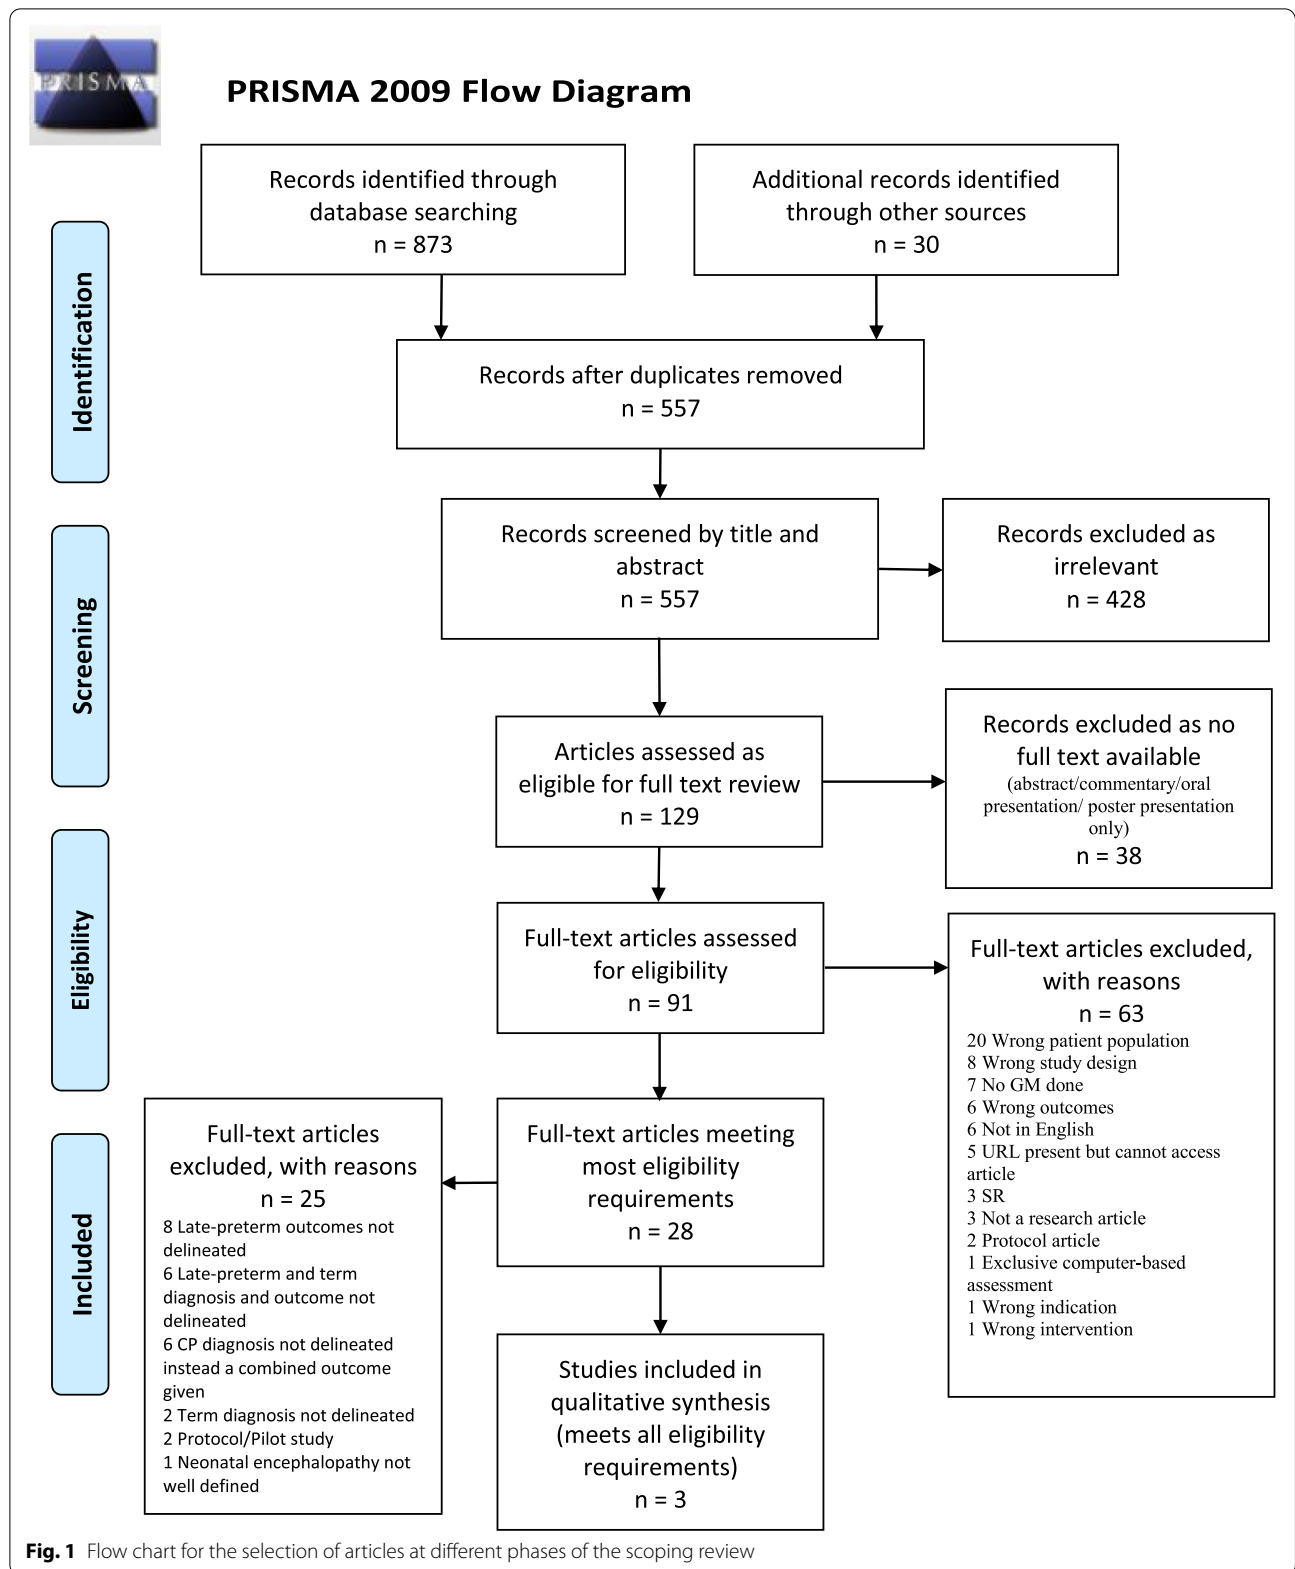 PRISMA
PRISMA 2009 Flow Diagram
Records identified through
database searching
n = 873
Additional records identified
through other sources
n = 30
Identification
Records after duplicates removed
n = 557
Screening
Records screened by title and
abstract
n = 557
Records excluded as
irrelevant
n = 428
Articles assessed as
eligible for full text review
n = 129
Records excluded as no
full text available
(abstract/commentary/oral
presentation/ poster presentation
only)
n = 38
Eligibility
Full-text articles assessed
for eligibility
n = 91
Full-text articles excluded,
with reasons
n = 63
20 Wrong patient population
8 Wrong study design
7 No GM done
6 Wrong outcomes
6 Not in English
5 URL present but cannot access
article
3 SR
3 Not a research article
2 Protocol article
1 Exclusive computer-based
assessment
1 Wrong indication
1 Wrong intervention
Included
Full-text articles
excluded, with reasons
n = 25
8 Late-preterm outcomes not
delineated
6 Late-preterm and term
diagnosis and outcome not
delineated
6 CP diagnosis not delineated
instead a combined outcome
given
2 Term diagnosis not delineated
2 Protocol/Pilot study
1 Neonatal encephalopathy not
well defined
Full-text articles meeting
most eligibility
requirements
n = 28
Studies included in
qualitative synthesis
(meets all eligibility
requirements)
n = 3
Fig. 1 Flow chart for the selection of articles at different phases of the scoping review